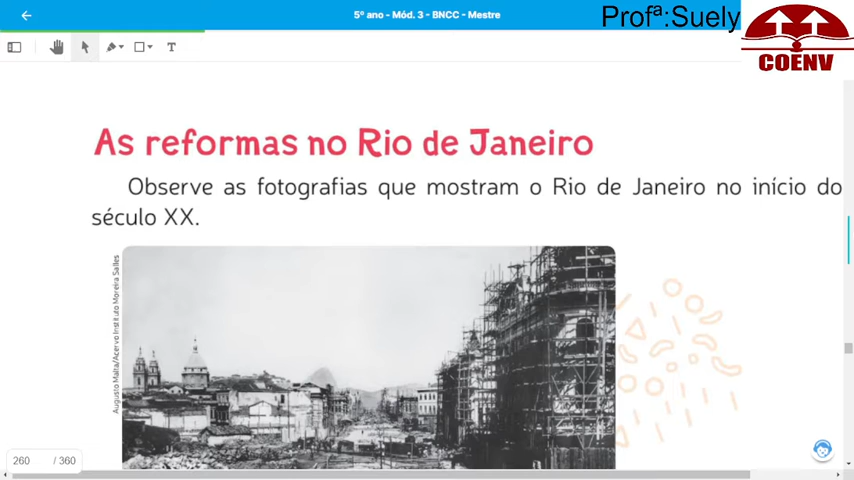 5º ano - Mód. 3 - BNCC - Mestre
Profª:Suely
COENV
T
As reformas no Rio de Janeiro
Observe as fotografias que mostram o Rio de Janeiro no início do
século XX.
Augusto Malta/Acervo Instituto Moreira Salles
260 / 360